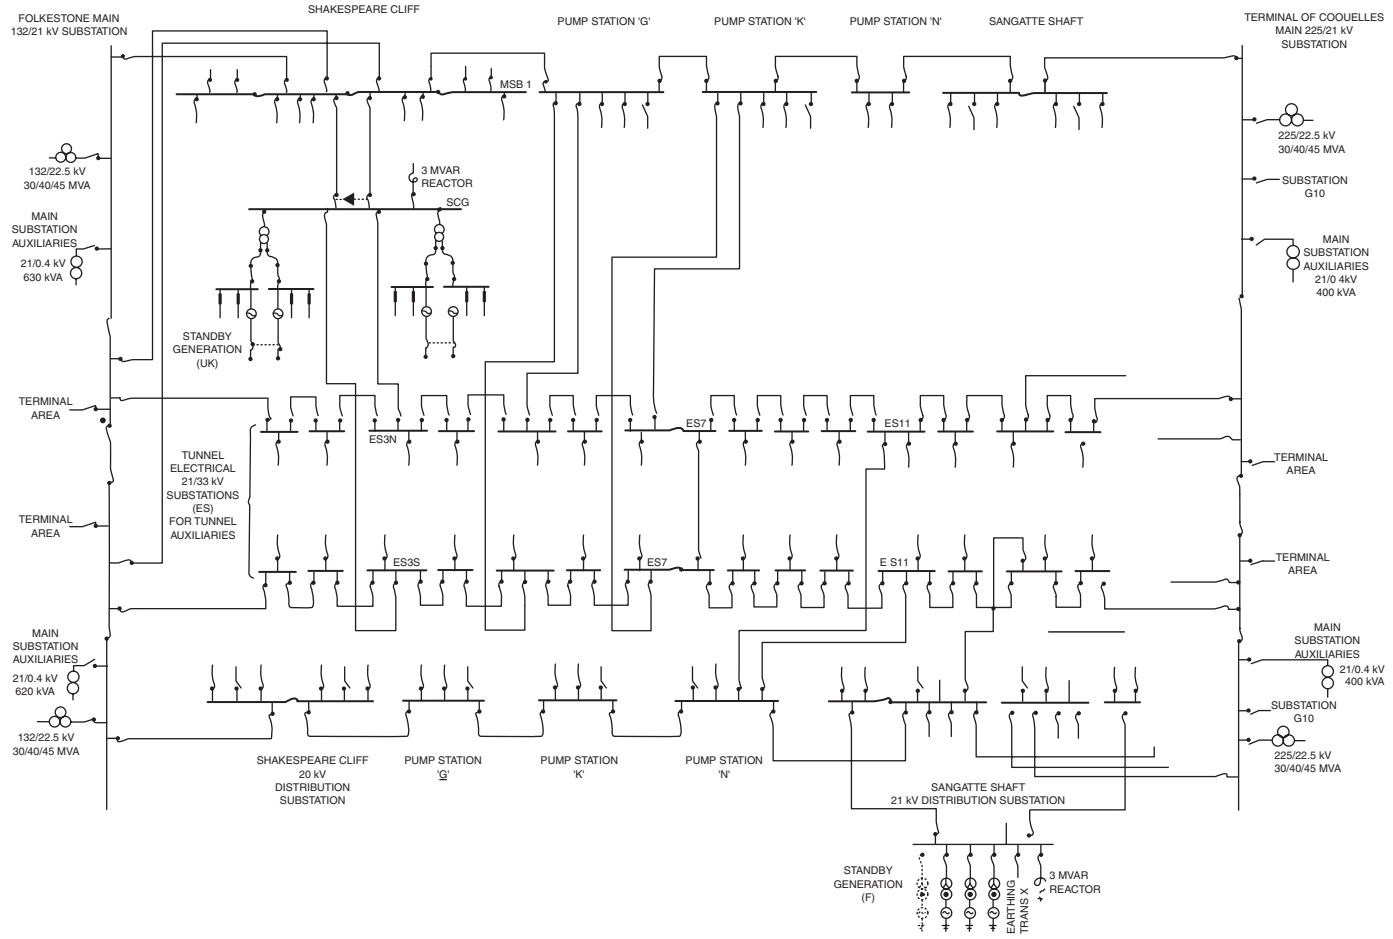 FOLKESTONE MAIN
132/21 kV SUBSTATION
SHAKESPEARE CLIFF
PUMP STATION 'G'
PUMP STATION 'K'
PUMP STATION 'N'
SANGATTE SHAFT
TERMINAL OF COOUELLES
MAIN 225/21 kV
SUBSTATION
MSB 1
132/22.5 kV
30/40/45 MVA
3 MVAR
REACTOR
SCG
225/22.5 kV
30/40/45 MVA
SUBSTATION
G10
MAIN
SUBSTATION
AUXILIARIES
21/0.4 kV
630 kVA
MAIN
SUBSTATION
AUXILIARIES
21/0 4kV
400 kVA
STANDBY
GENERATION
(UK)
TERMINAL
AREA
ES3N
ES7
ES11
TUNNEL
ELECTRICAL
21/33 kV
SUBSTATIONS
(ES)
FOR TUNNEL
AUXILIARIES
TERMINAL
AREA
TERMINAL
AREA
ES3S
ES7
E S11
TERMINAL
AREA
MAIN
SUBSTATION
AUXILIARIES
21/0.4 kV
620 kVA
MAIN
SUBSTATION
AUXILIARIES
21/0.4 kV
400 kVA
132/22.5 kV
30/40/45 MVA
SUBSTATION
G10
225/22.5 kV
30/40/45 MVA
SHAKESPEARE CLIFF
20 kV
DISTRIBUTION
SUBSTATION
PUMP STATION
'G'
PUMP STATION
'K'
PUMP STATION
'N'
SANGATTE SHAFT
21 kV DISTRIBUTION SUBSTATION
STANDBY
GENERATION
(F)
EARTHING
TRANS X
3 MVAR
REACTOR